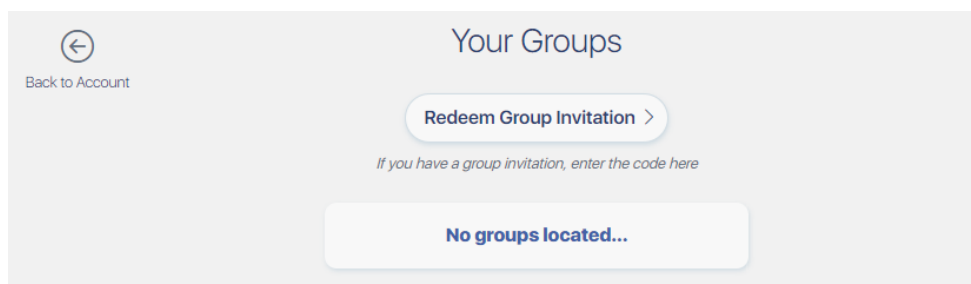 Your Groups
Back to Account
Redeem Group Invitation >
If you have a group invitation, enter the code here
No groups located...